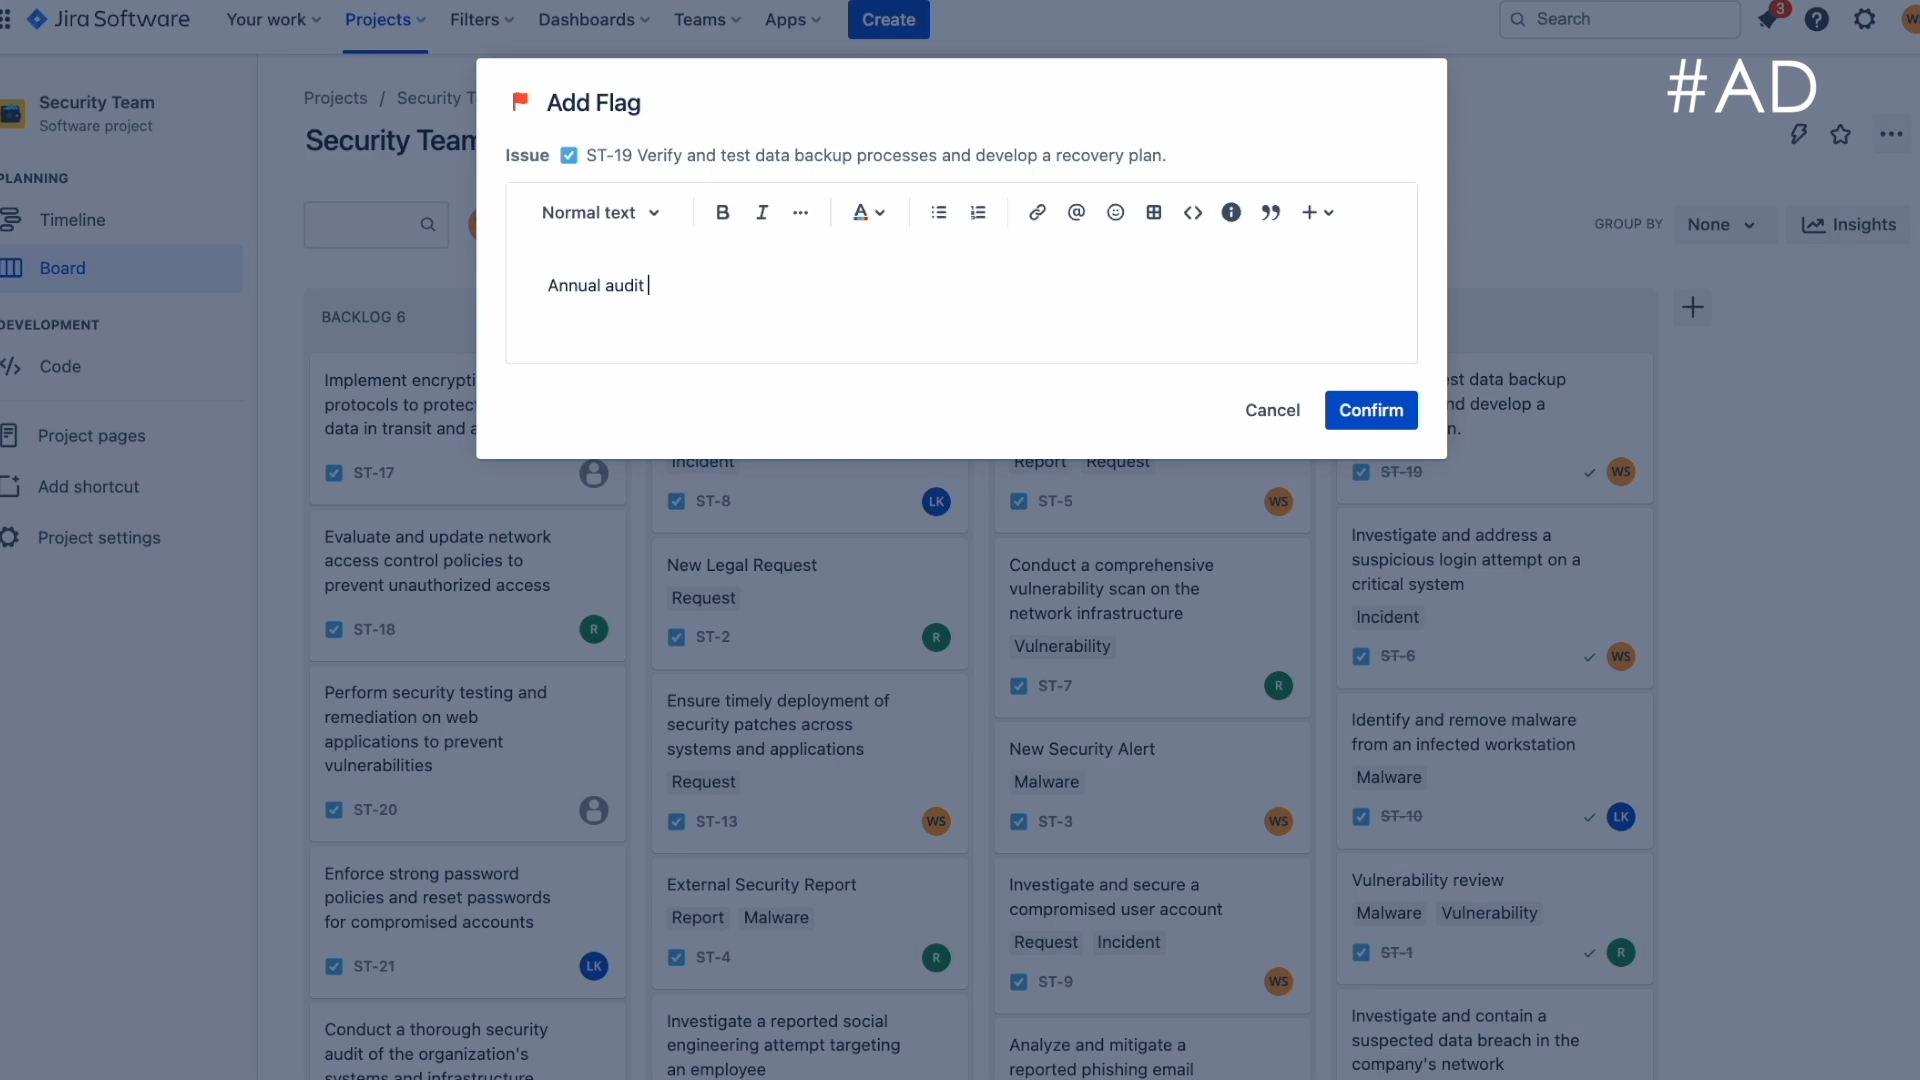 Jira Software
Your work
Projects
Filters
Dashboards
Teams
Apps
Create
Search
3
#AD
Security Team
Software project
PLANNING
Timeline
Board
DEVELOPMENT
Code
Project pages
Add shortcut
Project settings
Projects / Security
Security Team
Add Flag
Issue ST-19 Verify and test data backup processes and develop a recovery plan.
Normal text
Annual audit
Cancel
Confirm
GROUP BY
None
Insights
BACKLOG 6
Implement
protocols to
data in transit and
ST-17
Evaluate and update network
access control policies to
prevent unauthorized access
ST-18
R
Perform security testing and
remediation on web
applications to prevent
vulnerabilities
ST-20
Enforce strong password
policies and reset passwords
for compromised accounts
ST-21
LK
Conduct a thorough security
audit of the organization's
systems and infrastructure
Incident
ST-8
LK
New Legal Request
Request
ST-2
R
Ensure timely deployment of
security patches across
systems and applications
Request
ST-13
WS
External Security Report
Report Malware
ST-4
R
Investigate a reported social
engineering attempt targeting
an employee
Report Request
ST-5
WS
Conduct a comprehensive
vulnerability scan on the
network infrastructure
Vulnerability
ST-7
R
New Security Alert
Malware
ST-3
WS
Investigate and secure a
compromised user account
Request Incident
ST-9
WS
Analyze and mitigate a
reported phishing email
data backup
develop a
ST-19
WS
Investigate and address a
suspicious login attempt on a
critical system
Incident
ST-6
WS
Identify and remove malware
from an infected workstation
Malware
ST-10
LK
Vulnerability review
Malware Vulnerability
ST-1
R
Investigate and contain a
suspected data breach in the
company's network